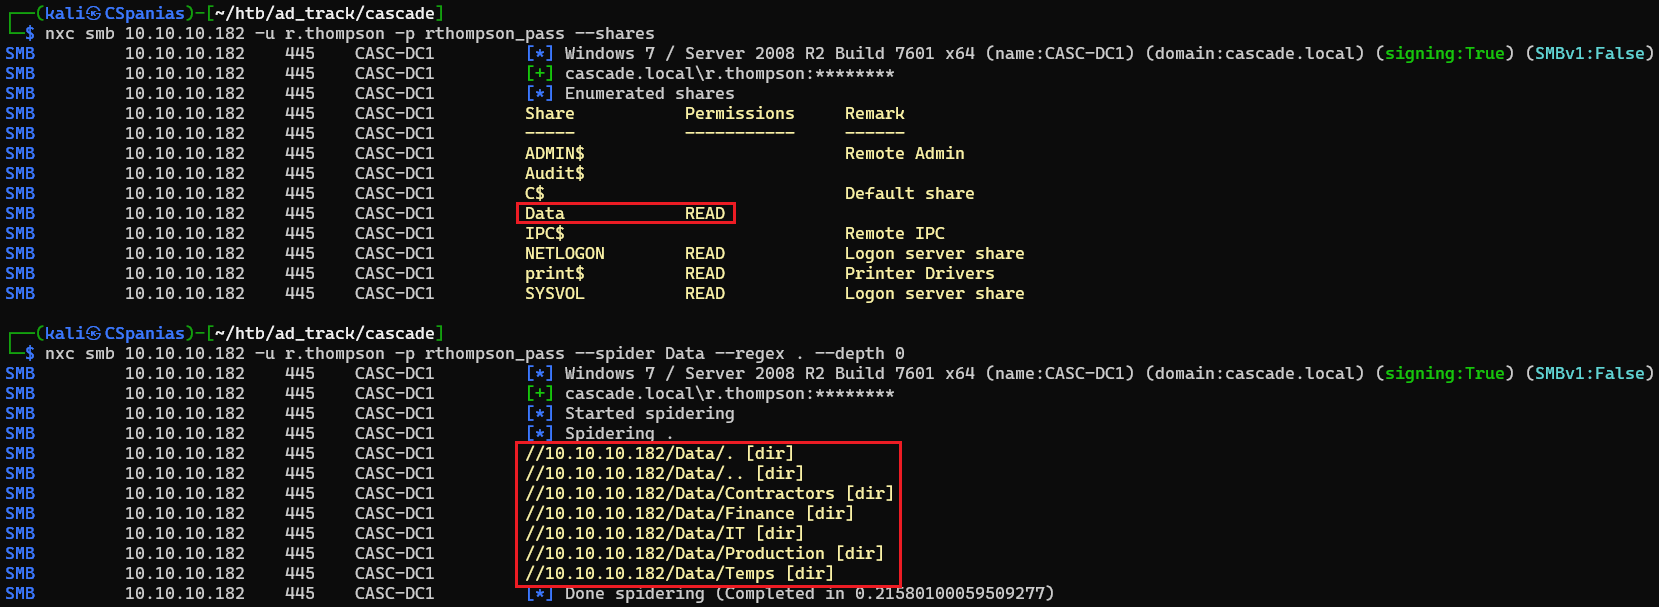 ┌──(kali㉿CSpanias)-[~/htb/ad_track/cascade]
└─$ nxc smb 10.10.10.182 -u r.thompson -p rthompson_pass --shares
SMB 10.10.10.182 445 CASC-DC1 [*] Windows 7 / Server 2008 R2 Build 7601 x64 (name:CASC-DC1) (domain:cascade.local) (signing:True) (SMBv1:False)
SMB 10.10.10.182 445 CASC-DC1 [+] cascade.local\r.thompson:********
SMB 10.10.10.182 445 CASC-DC1 [*] Enumerated shares
SMB 10.10.10.182 445 CASC-DC1 Share Permissions Remark
SMB 10.10.10.182 445 CASC-DC1 ----- ----------- ------
SMB 10.10.10.182 445 CASC-DC1 ADMIN$ Remote Admin
SMB 10.10.10.182 445 CASC-DC1 Audit$
SMB 10.10.10.182 445 CASC-DC1 C$ Default share
SMB 10.10.10.182 445 CASC-DC1 Data READ
SMB 10.10.10.182 445 CASC-DC1 IPC$ Remote IPC
SMB 10.10.10.182 445 CASC-DC1 NETLOGON READ Logon server share
SMB 10.10.10.182 445 CASC-DC1 print$ READ Printer Drivers
SMB 10.10.10.182 445 CASC-DC1 SYSVOL READ Logon server share
┌──(kali㉿CSpanias)-[~/htb/ad_track/cascade]
└─$ nxc smb 10.10.10.182 -u r.thompson -p rthompson_pass --spider Data --regex . --depth 0
SMB 10.10.10.182 445 CASC-DC1 [*] Windows 7 / Server 2008 R2 Build 7601 x64 (name:CASC-DC1) (domain:cascade.local) (signing:True) (SMBv1:False)
SMB 10.10.10.182 445 CASC-DC1 [+] cascade.local\r.thompson:********
SMB 10.10.10.182 445 CASC-DC1 [*] Started spidering
SMB 10.10.10.182 445 CASC-DC1 [*] Spidering .
SMB 10.10.10.182 445 CASC-DC1 //10.10.10.182/Data/. [dir]
SMB 10.10.10.182 445 CASC-DC1 //10.10.10.182/Data/.. [dir]
SMB 10.10.10.182 445 CASC-DC1 //10.10.10.182/Data/Contractors [dir]
SMB 10.10.10.182 445 CASC-DC1 //10.10.10.182/Data/Finance [dir]
SMB 10.10.10.182 445 CASC-DC1 //10.10.10.182/Data/IT [dir]
SMB 10.10.10.182 445 CASC-DC1 //10.10.10.182/Data/Production [dir]
SMB 10.10.10.182 445 CASC-DC1 //10.10.10.182/Data/Temps [dir]
SMB 10.10.10.182 445 CASC-DC1 [*] Done spidering (Completed in 0.21580100059509277)